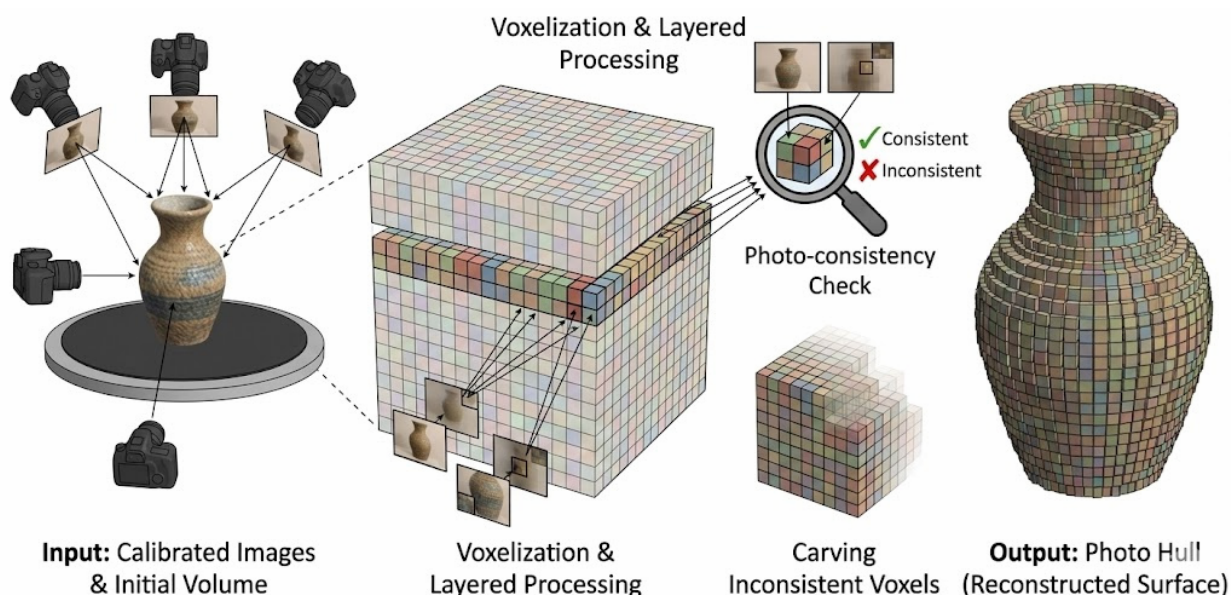 Voxelization & Layered
Processing
Consistent
Inconsistent
Photo-consistency
Check
Input: Calibrated Images
& Initial Volume
Voxelization &
Layered Processing
Carving
Inconsistent Voxels
Output: Photo Hull
(Reconstructed Surface)